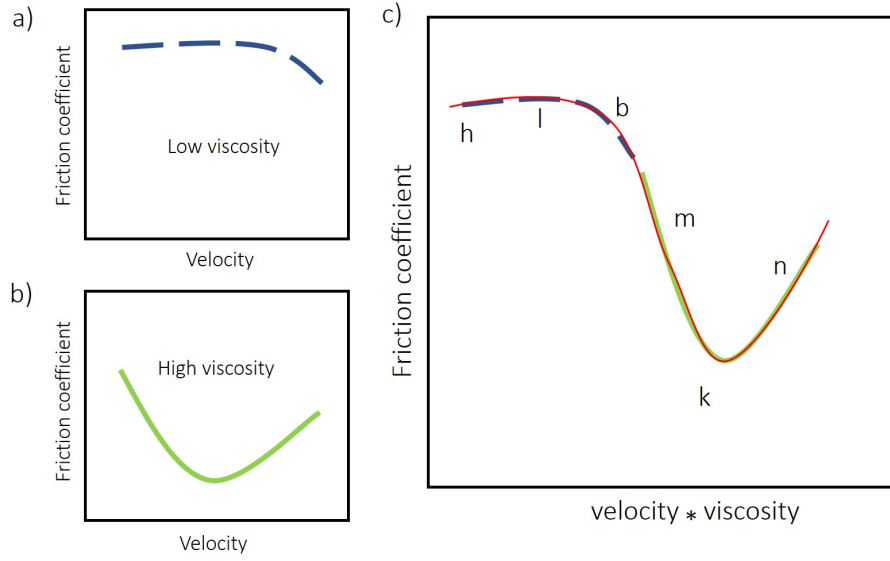 a)
Friction coefficient
Low viscosity
Velocity
b)
Friction coefficient
High viscosity
Velocity
c)
Friction coefficient
h
l
b
m
n
k
velocity * viscosity